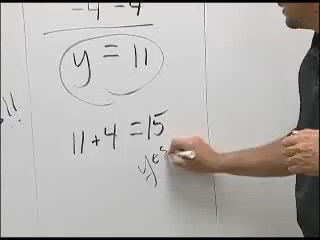 -4 -4
y = 11
11 + 4 = 15
yes